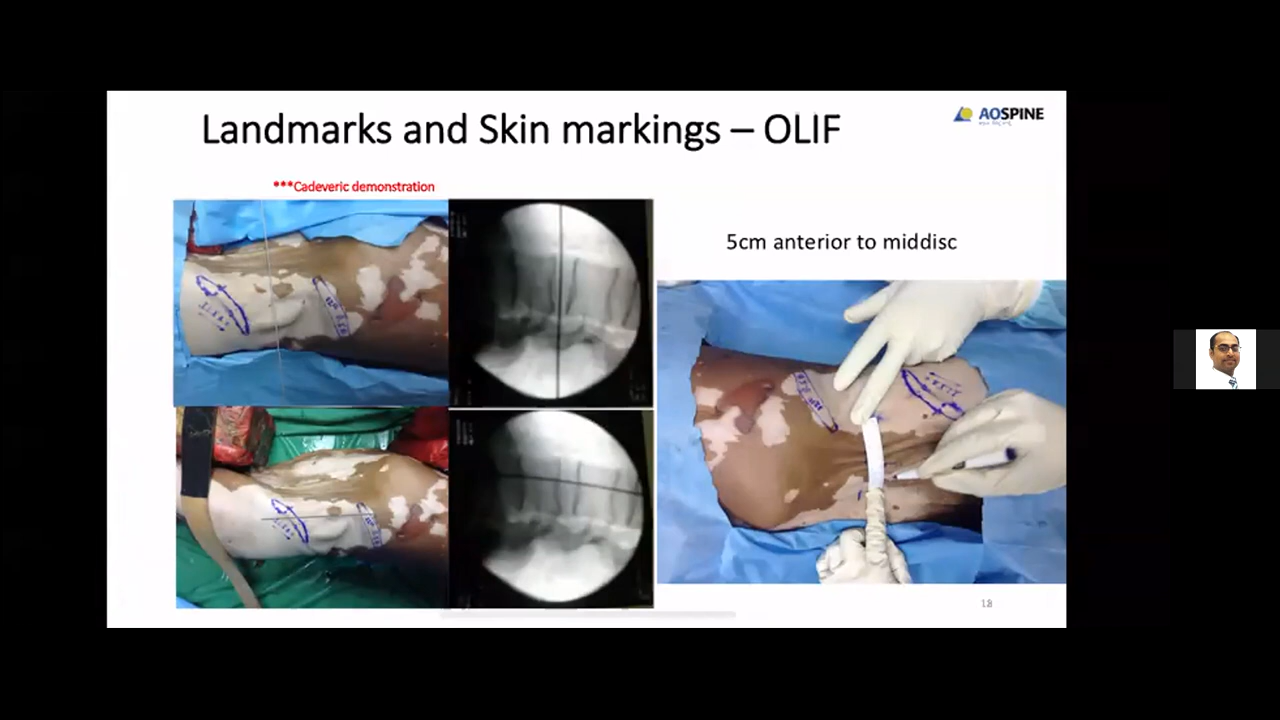 Landmarks and Skin markings – OLIF
AOSPINE
***Cadeveric demonstration
5cm anterior to middisc
18